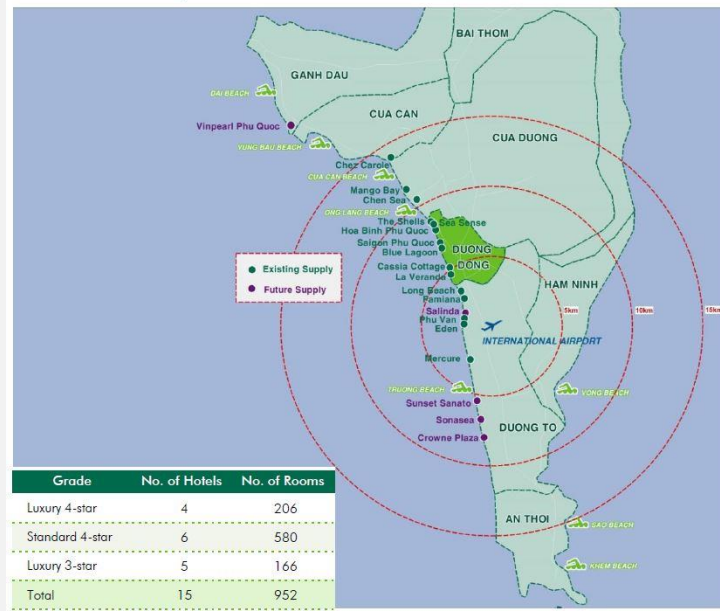 BAI THOM
GANH DAU
DAI BEACH
CUA CAN
Vinpearl Phu Quoc
CUA DUONG
VUNG BAU BEACH
Chez Carole
CUA CAN BEACH
Mango Bay
Chen Sea
ONG LANG BEACH
The Shells
Sea Sense
Hoa Binh Phu Quoc
Saigon Phu Quoc
Blue Lagoon
DUONG
DONG
Existing Supply
Future Supply
Cassia Cottage
La Veranda
HAM NINH
Long Beach
Famiana
Salinda
Phu Van
Eden
5km
10km
15km
INTERNATIONAL AIRPORT
Mercure
TRUONG BEACH
VONG BEACH
Sunset Sanato
Sonasea
DUONG TO
Crowne Plaza
AN THOI
SAO BEACH
KHEM BEACH
Grade No. of Hotels No. of Rooms
Luxury 4-star 4 206
Standard 4-star 6 580
Luxury 3-star 5 166
Total 15 952